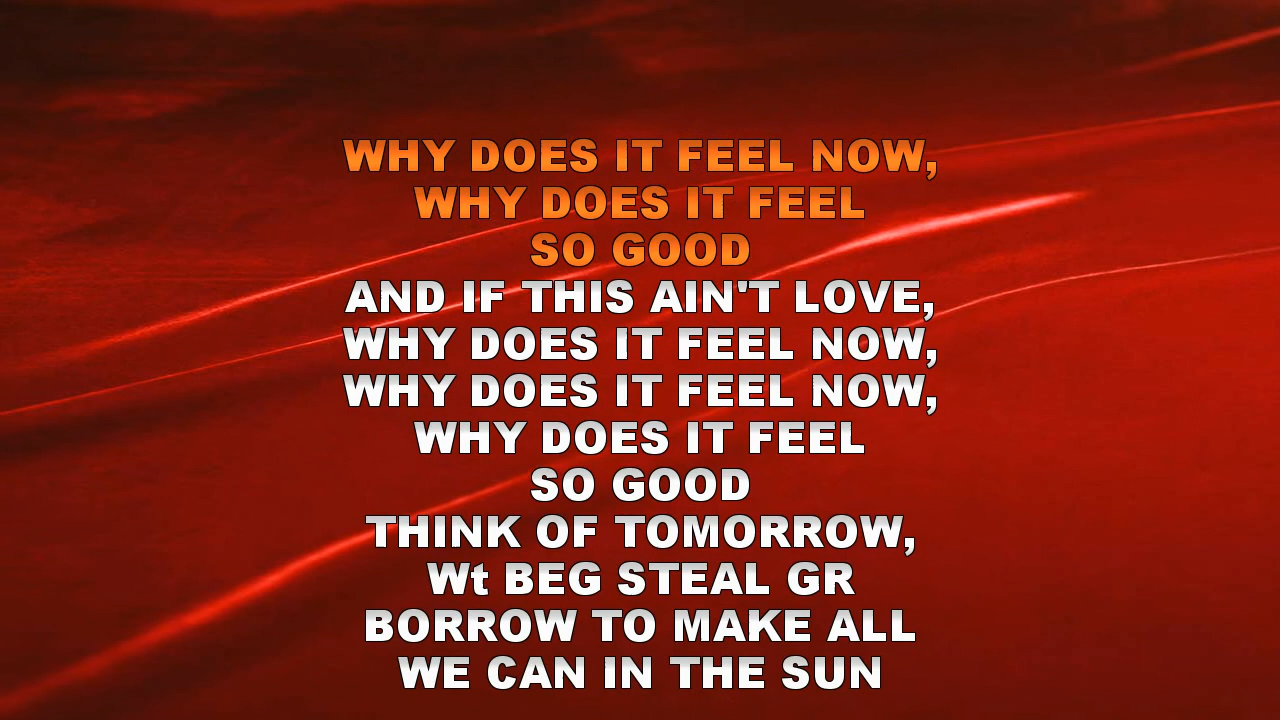 WHY DOES IT FEEL NOW,
WHY DOES IT FEEL
SO GOOD
AND IF THIS AIN'T LOVE,
WHY DOES IT FEEL NOW,
WHY DOES IT FEEL NOW,
WHY DOES IT FEEL
SO GOOD
THINK OF TOMORROW,
Wt BEG STEAL GR
BORROW TO MAKE ALL
WE CAN IN THE SUN